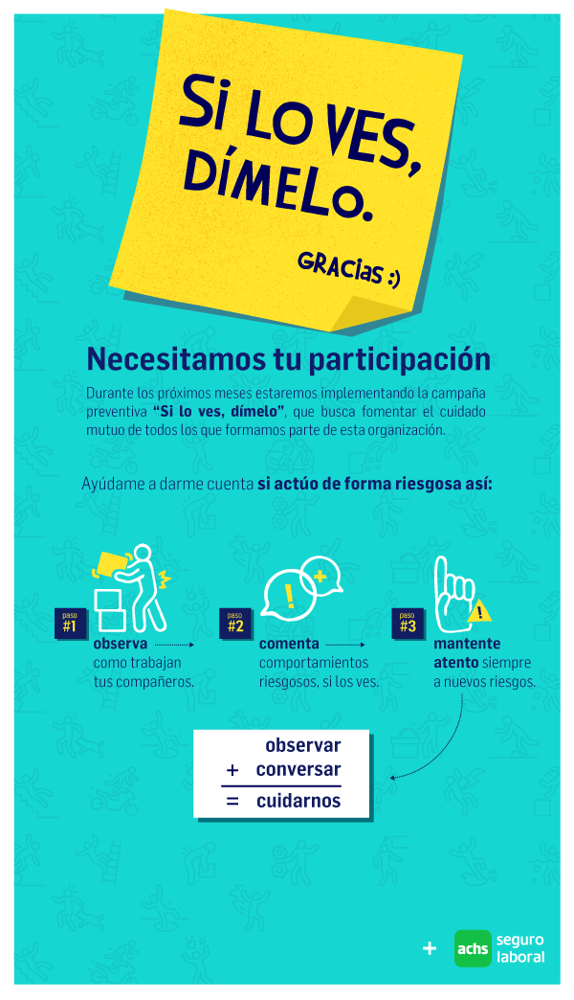 Si LO VES,
DÍMELO.
GRACias :)
Necesitamos tu participación
Durante los próximos meses estaremos implementando la campaña
preventiva “Si lo ves, dímelo”, que busca fomentar el cuidado
mutuo de todos los que formamos parte de esta organización.
Ayúdame a darme cuenta si actúo de forma riesgosa así:
paso
#1
observa
como trabajan
tus compañeros.
!
+
paso
#2
comenta
comportamientos
riesgosos, si los ves.
!
paso
#3
mantente
atento siempre
a nuevos riesgos.
observar
+ conversar
= cuidarnos
+ achs seguro
laboral